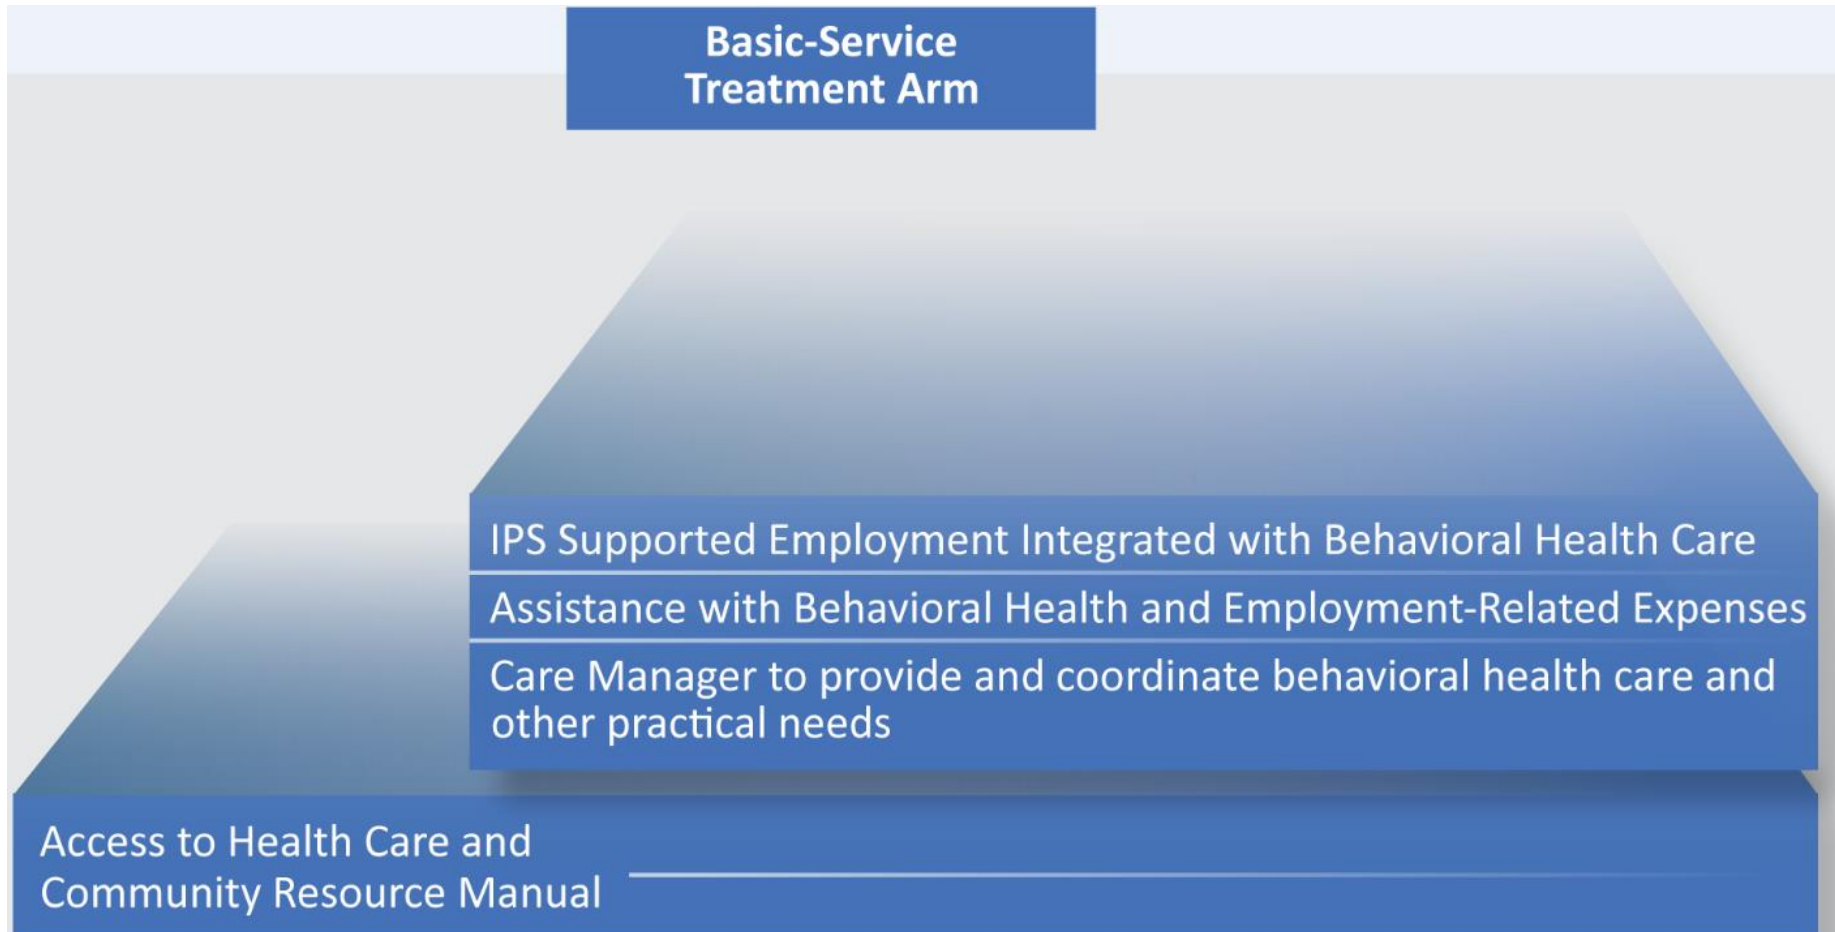 Basic-Service
Treatment Arm
IPS Supported Employment Integrated with Behavioral Health Care
Assistance with Behavioral Health and Employment-Related Expenses
Care Manager to provide and coordinate behavioral health care and
other practical needs
Access to Health Care and
Community Resource Manual